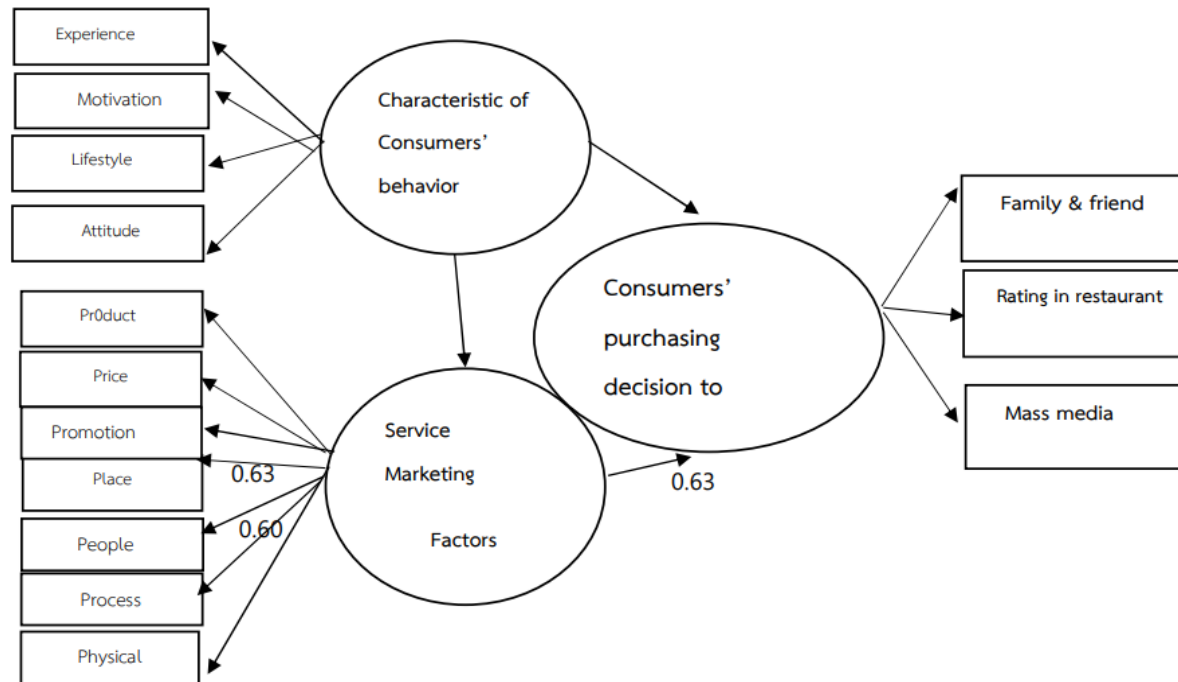 Experience
Motivation
Lifestyle
Attitude
Characteristic of
Consumers’
behavior
Pr0duct
Price
Promotion
Place
People
Process
Physical
0.63
0.60
Service
Marketing
Factors
0.63
Consumers’
purchasing
decision to
Family & friend
Rating in restaurant
Mass media